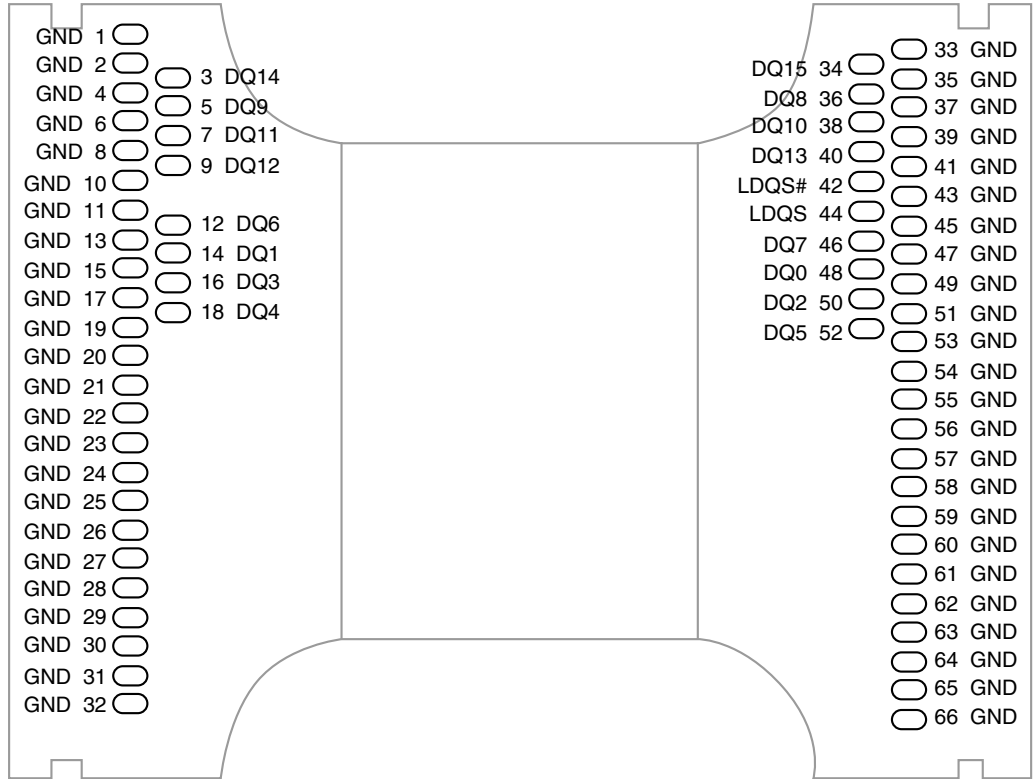 GND 1
GND 2
3 DQ14
GND 4
5 DQ9
GND 6
7 DQ11
GND 8
9 DQ12
GND 10
GND 11
12 DQ6
GND 13
14 DQ1
GND 15
16 DQ3
GND 17
18 DQ4
GND 19
GND 20
GND 21
GND 22
GND 23
GND 24
GND 25
GND 26
GND 27
GND 28
GND 29
GND 30
GND 31
GND 32
33 GND
DQ15 34
35 GND
DQ8 36
37 GND
DQ10 38
39 GND
DQ13 40
41 GND
LDQS# 42
43 GND
LDQS 44
45 GND
DQ7 46
47 GND
DQ0 48
49 GND
DQ2 50
51 GND
DQ5 52
53 GND
54 GND
55 GND
56 GND
57 GND
58 GND
59 GND
60 GND
61 GND
62 GND
63 GND
64 GND
65 GND
66 GND